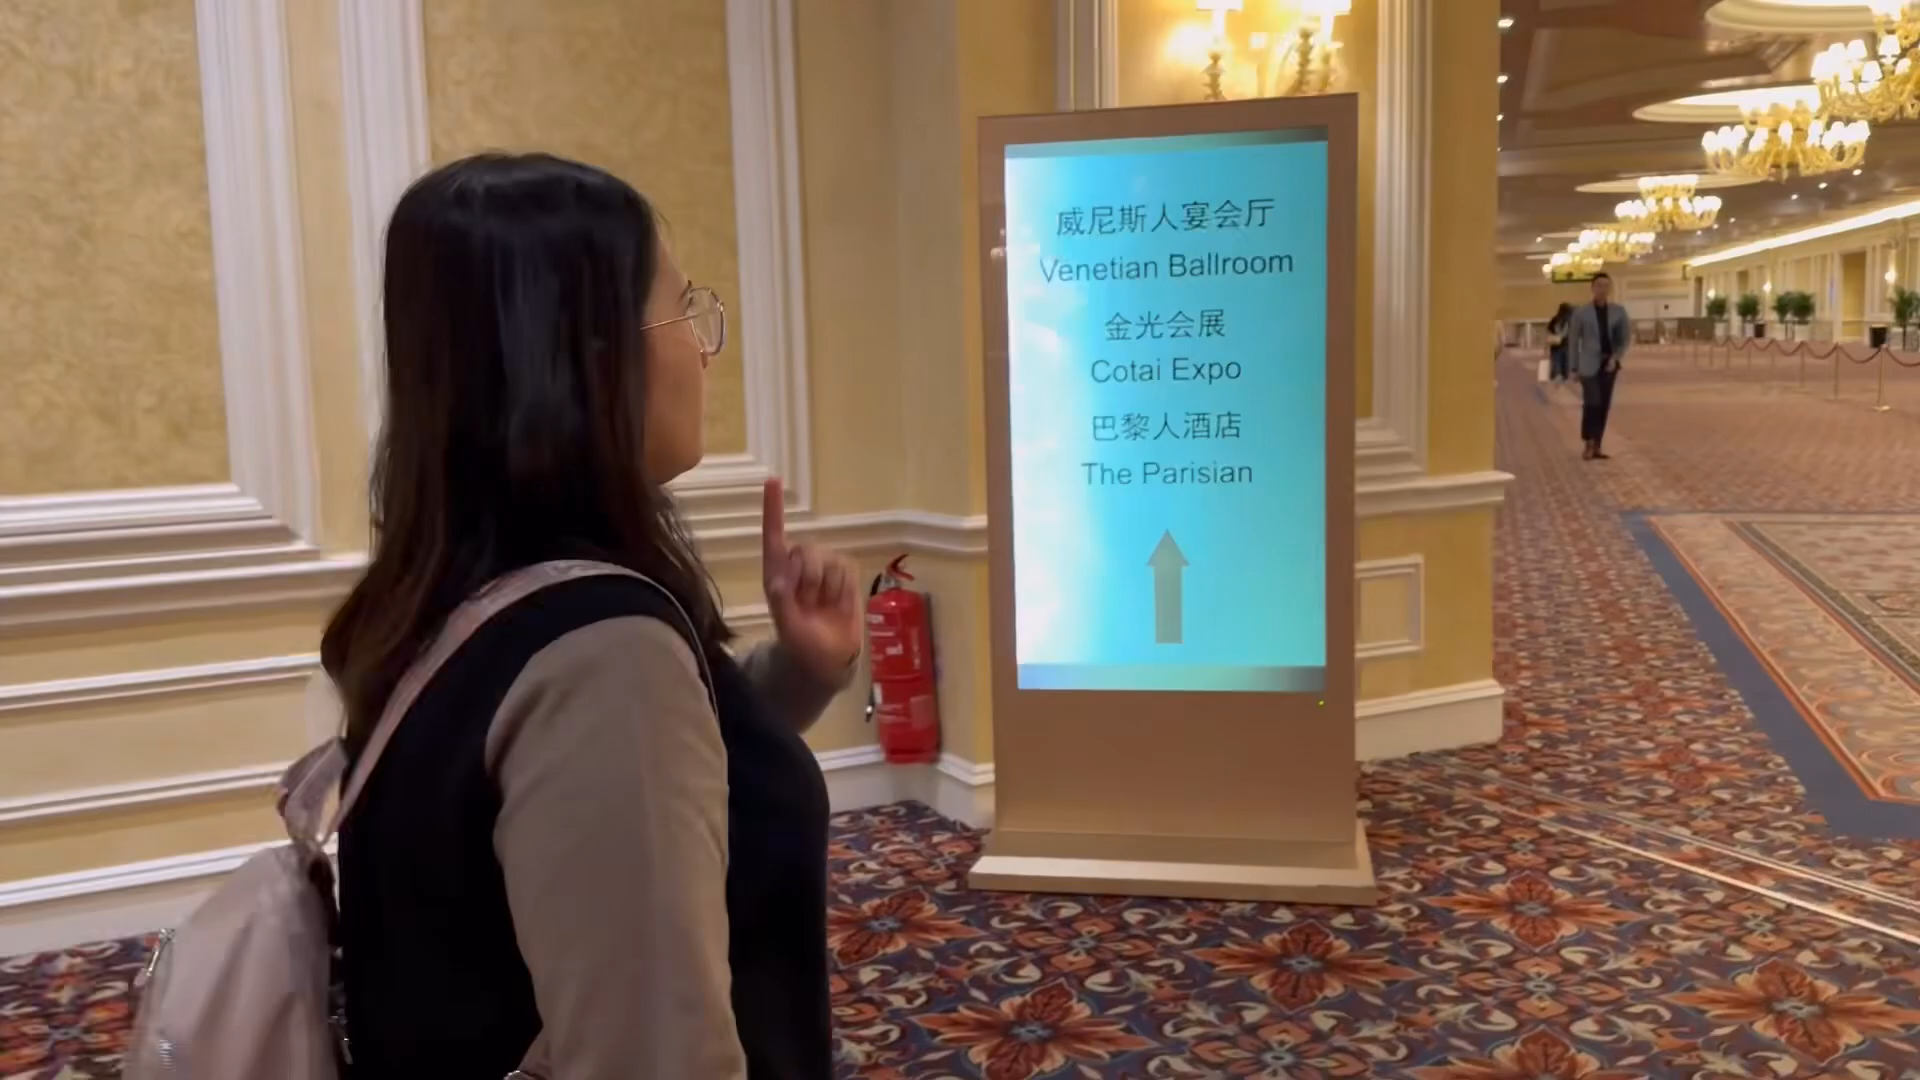 威尼斯人宴会厅
Venetian Ballroom
金光会展
Cotai Expo
巴黎人酒店
The Parisian